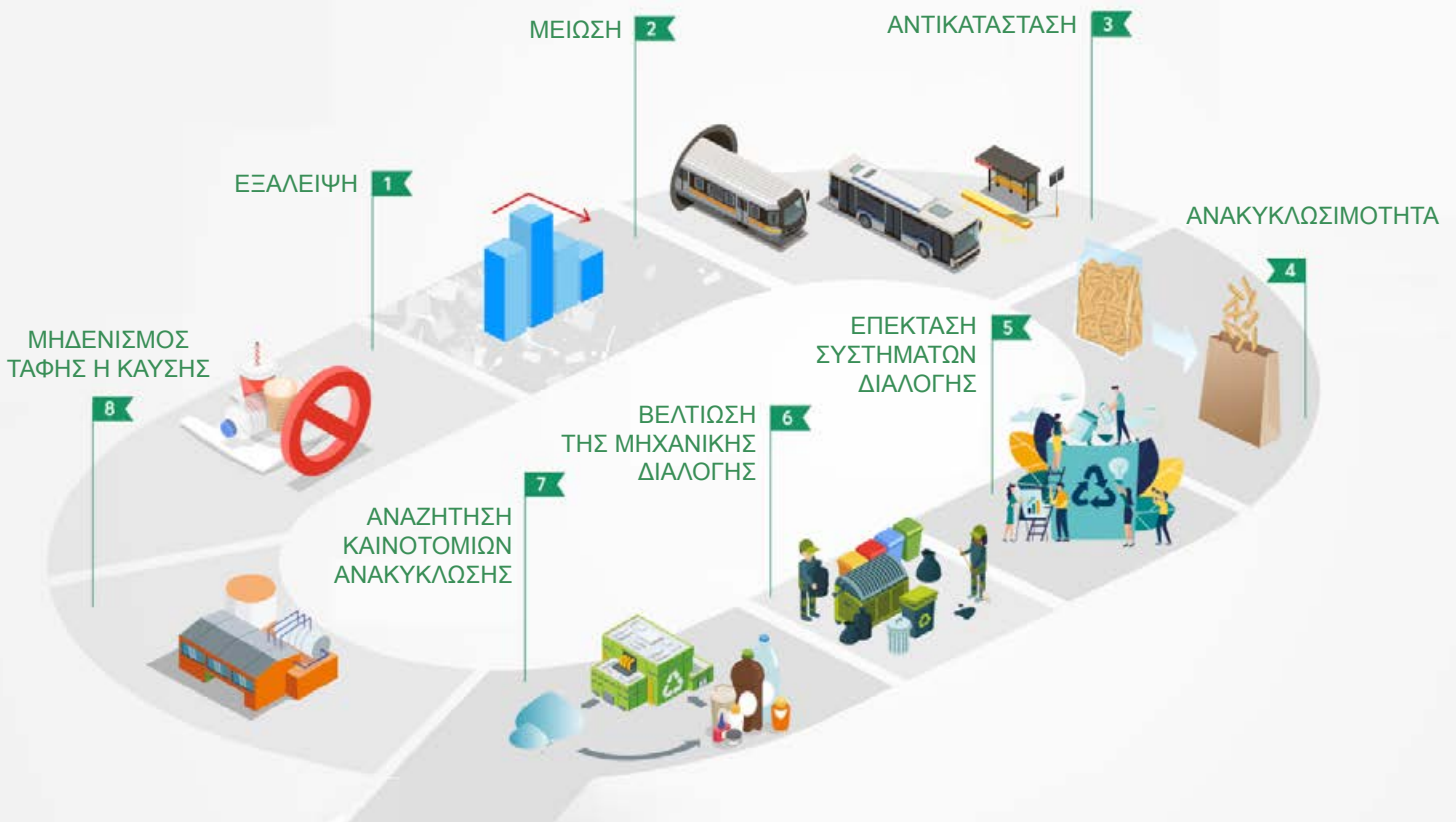 ΕΞΑΛΕΙΨΗ 1
ΜΕΙΩΣΗ 2
ΑΝΤΙΚΑΤΑΣΤΑΣΗ 3
ΑΝΑΚΥΚΛΩΣΙΜΟΤΗΤΑ
4
ΕΠΕΚΤΑΣΗ
ΣΥΣΤΗΜΑΤΩΝ
ΔΙΑΛΟΓΗΣ
5
ΒΕΛΤΙΩΣΗ
ΤΗΣ ΜΗΧΑΝΙΚΗΣ
ΔΙΑΛΟΓΗΣ
6
ΑΝΑΖΗΤΗΣΗ
ΚΑΙΝΟΤΟΜΙΩΝ
ΑΝΑΚΥΚΛΩΣΗΣ
7
ΜΗΔΕΝΙΣΜΟΣ
ΤΑΦΗΣ Η ΚΑΥΣΗΣ
8